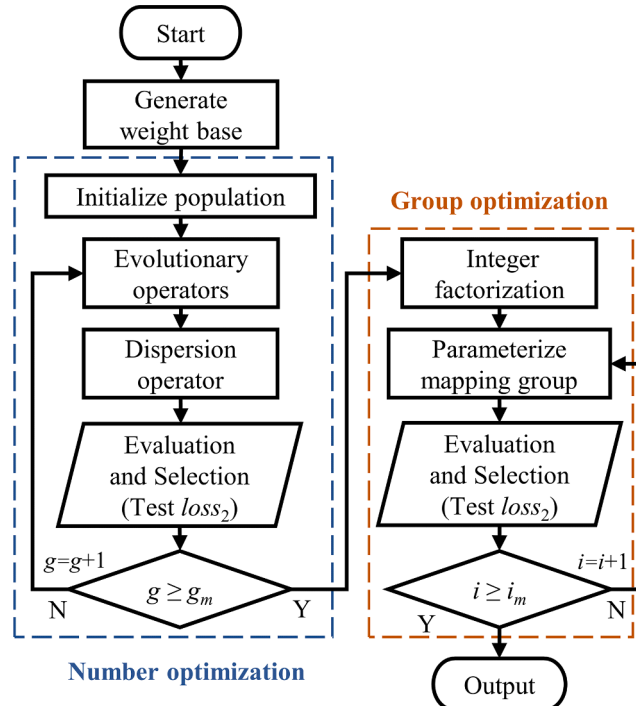 Start
Generate
weight base
Initialize population
Evolutionary
operators
Dispersion
operator
Evaluation
and Selection
(Test loss₂)
g=g+1
g ≥ gₘ
N
Y
Number optimization
Group optimization
Integer
factorization
Parameterize
mapping group
Evaluation
and Selection
(Test loss₂)
i=i+1
i ≥ iₘ
Y
N
Output